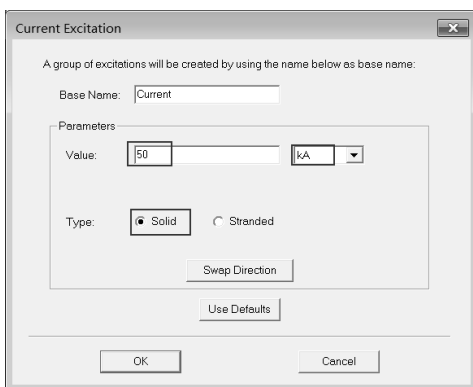 Current Excitation
A group of excitations will be created by using the name below as base name:
Base Name: Current
Parameters
Value: 50 kA
Type: Solid Stranded
Swap Direction
Use Defaults
OK Cancel